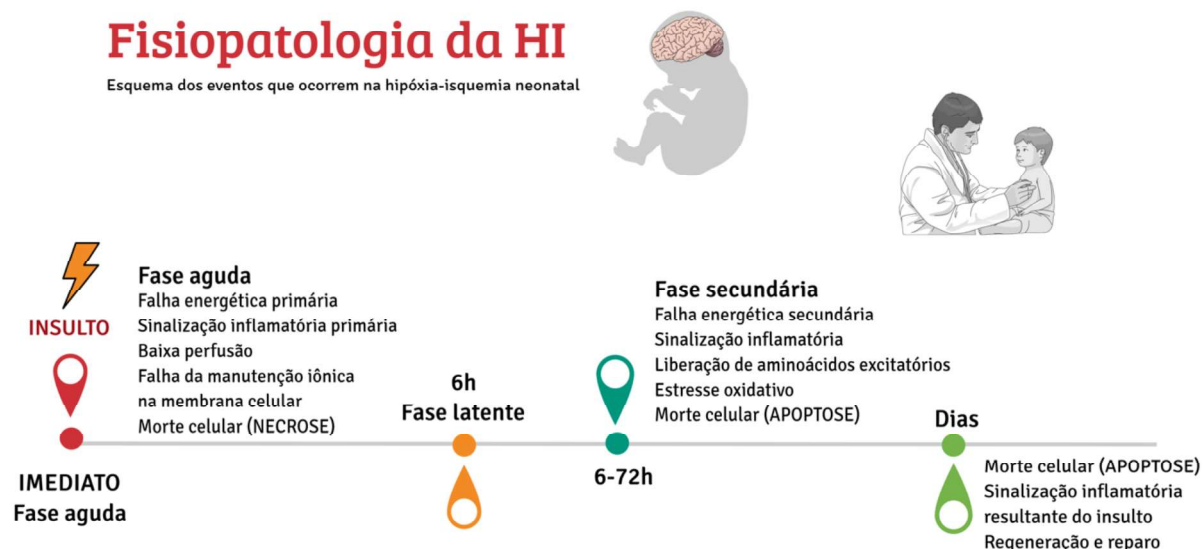 Fisiopatologia da HI
Esquema dos eventos que ocorrem na hipóxia-isquemia neonatal
INSULTO
Fase aguda
Falha energética primária
Sinalização inflamatória primária
Baixa perfusão
Falha da manutenção iônica
na membrana celular
Morte celular (NECROSE)
IMEDIATO
Fase aguda
6h
Fase latente
Fase secundária
Falha energética secundária
Sinalização inflamatória
Liberação de aminoácidos excitatórios
Estresse oxidativo
Morte celular (APOPTOSE)
6-72h
Dias
Morte celular (APOPTOSE)
Sinalização inflamatória
resultante do insulto
Regeneração e reparo